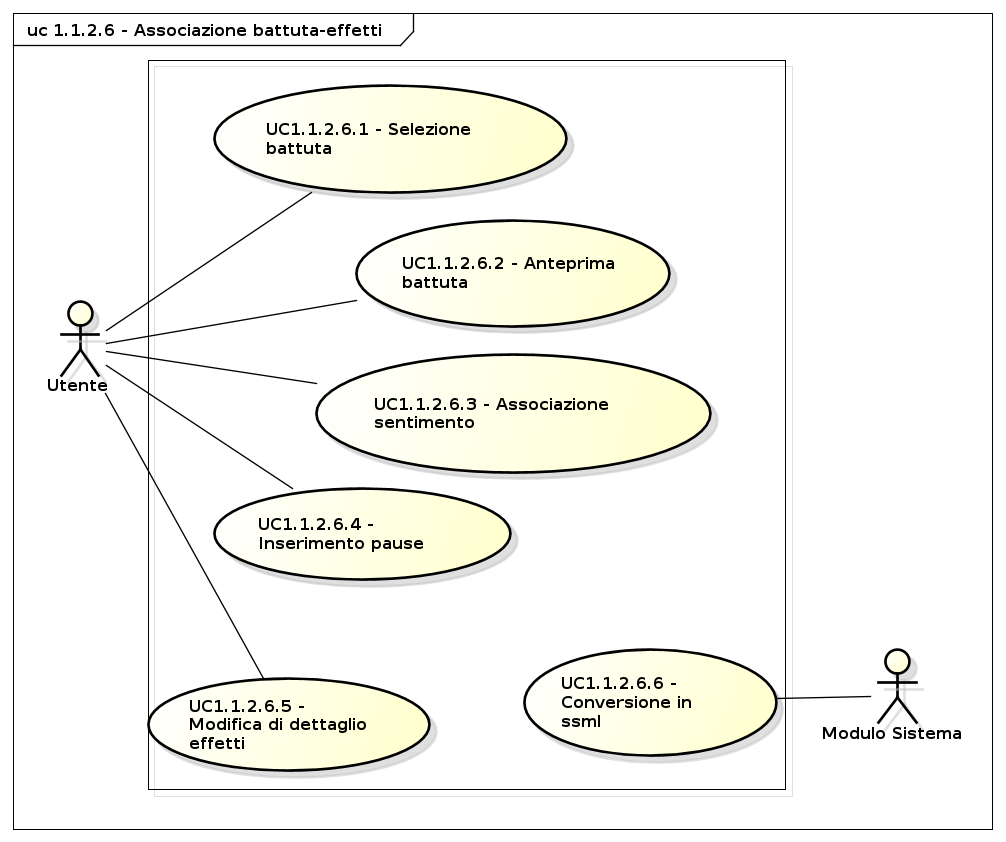 uc 1.1.2.6 - Associazione battuta-effetti
UC1.1.2.6.1 - Selezione
battuta
UC1.1.2.6.2 - Anteprima
battuta
UC1.1.2.6.3 - Associazione
sentimento
Utente
UC1.1.2.6.4 -
Inserimento pause
UC1.1.2.6.5 -
Modifica di dettaglio
effetti
UC1.1.2.6.6 -
Conversione in
ssml
Modulo Sistema